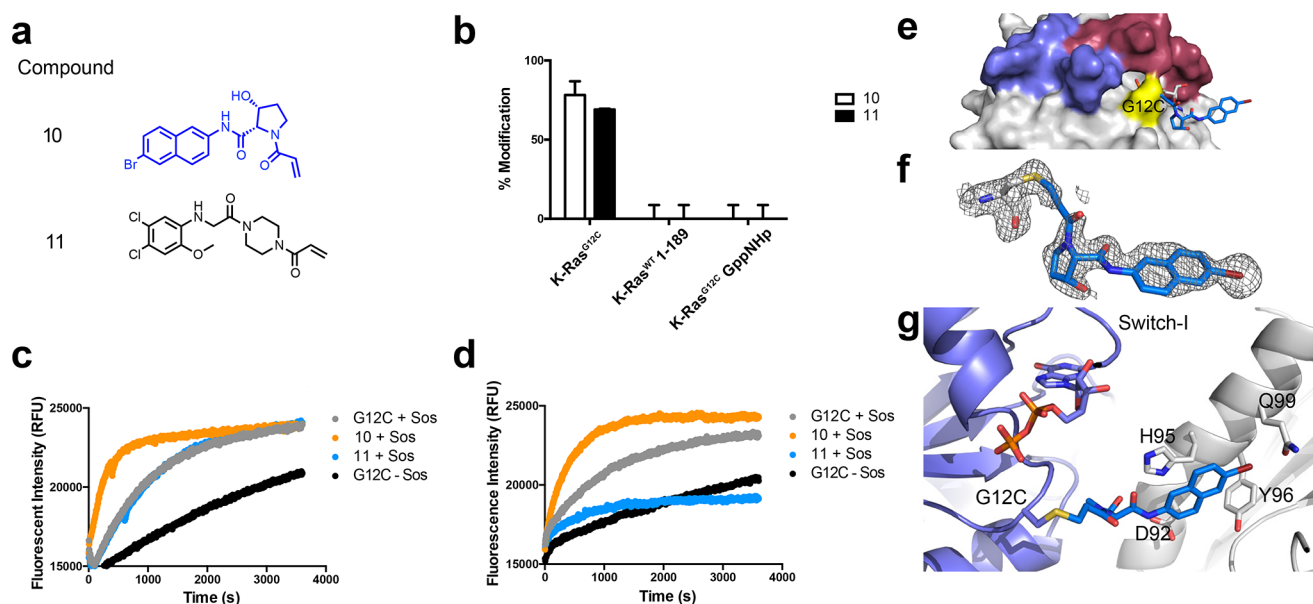 a
Compound
10
HO
H
N
O
N
O
Br
11
Cl
Cl
H
N
O
O
N
N
O
b
% Modification
100
50
0
K-Ras^G12C
K-Ras^WT 1-189
K-Ras^G12C GppNHp
10
11
c
Fluorescent Intensity (RFU)
25000
20000
15000
0 1000 2000 3000 4000
Time (s)
G12C + Sos
10 + Sos
11 + Sos
G12C - Sos
d
Fluorescence Intensity (RFU)
25000
20000
15000
0 1000 2000 3000 4000
Time (s)
G12C + Sos
10 + Sos
11 + Sos
G12C - Sos
e
G12C
f
g
Switch-I
Q99
H95
G12C
Y96
D92